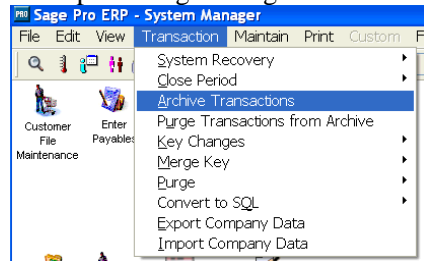 Sage Pro ERP - System Manager
File Edit View Transaction Maintain Print Custom F
System Recovery
Close Period
Archive Transactions
Purge Transactions from Archive
Key Changes
Merge Key
Purge
Convert to SQL
Export Company Data
Import Company Data
Customer File Maintenance
Enter Payables